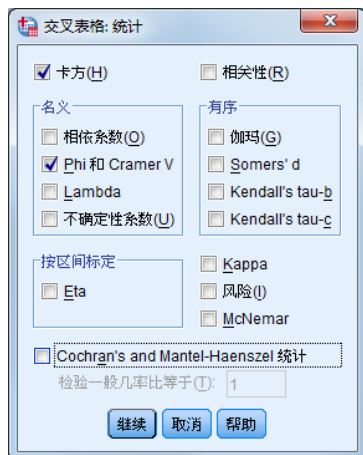 交叉表格: 统计
卡方(H)
相关性(R)
名义
相依系数(O)
Phi 和 Cramer V
Lambda
不确定性系数(U)
有序
伽玛(G)
Somers' d
Kendall's tau-b
Kendall's tau-c
按区间标定
Eta
Kappa
风险(I)
McNemar
Cochran's and Mantel-Haenszel 统计
检验一般几率比等于(T): 1
继续 取消 帮助